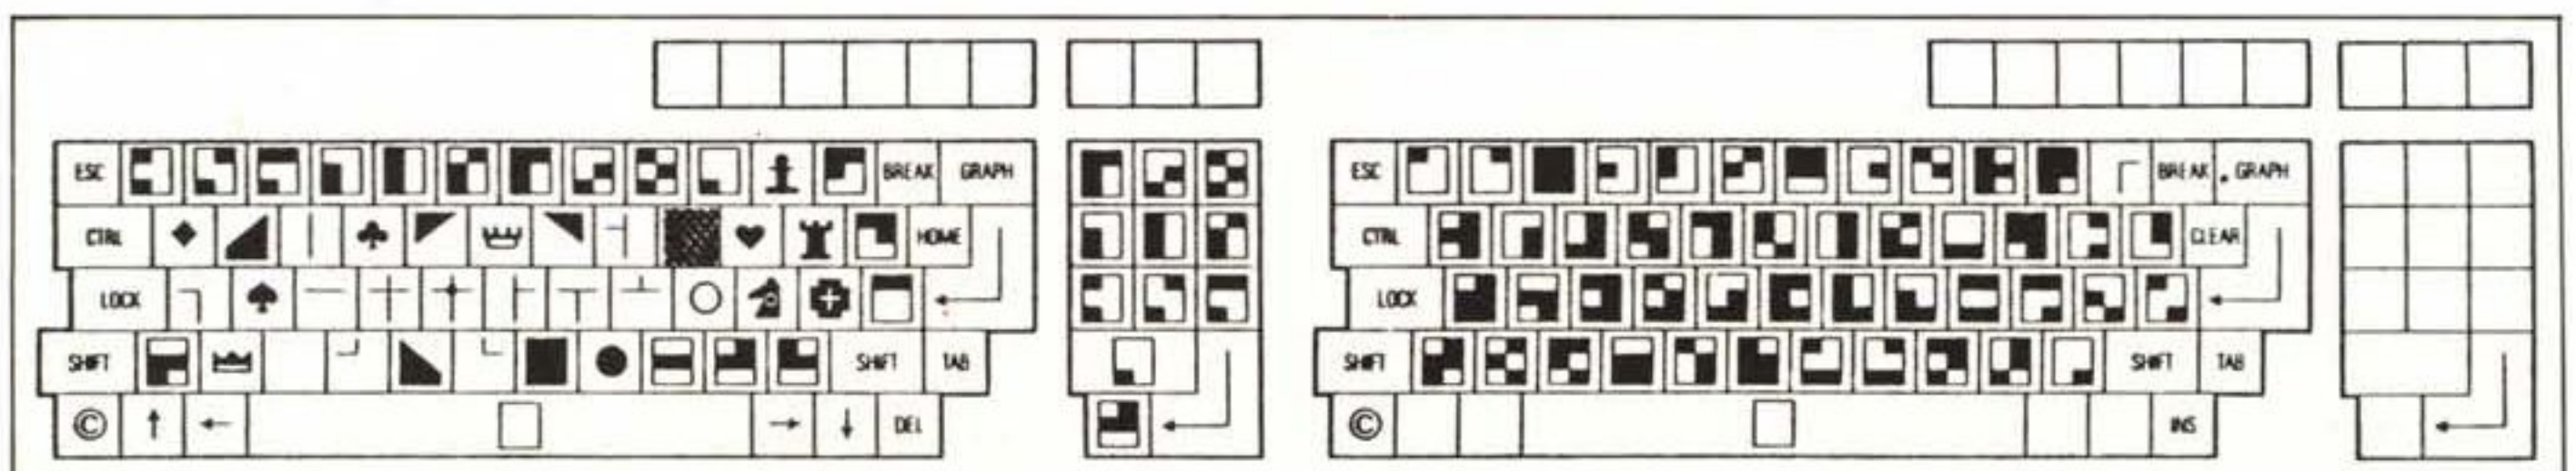 ESC BREAK GRAPH
CTRL HOME
LOCK
SHIFT SHIFT TAB
© ↑ ← → ↓ DEL
ESC BREAK GRAPH
CTRL CLEAR
LOCK
SHIFT SHIFT TAB
© INS